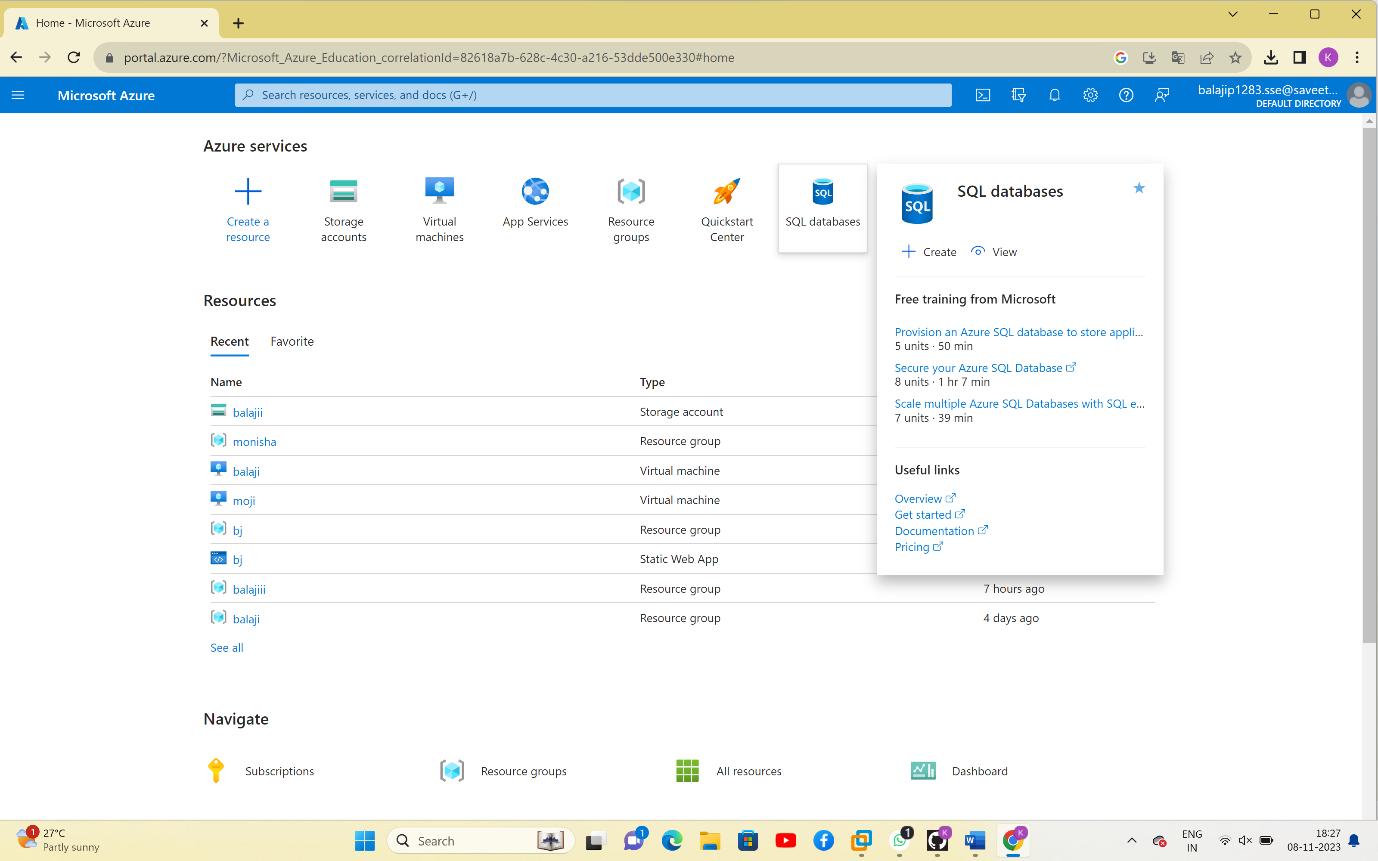 Home - Microsoft Azure
portal.azure.com/?Microsoft_Azure_Education_correlationId=82618a7b-628c-4c30-a216-53dde500e330#home
K
Microsoft Azure
Search resources, services, and docs (G+/)
balajip1283.sse@saveet...
DEFAULT DIRECTORY
Azure services
Create a
resource
Storage
accounts
Virtual
machines
App Services
Resource
groups
Quickstart
Center
SQL
SQL databases
SQL
SQL databases
Create
View
Free training from Microsoft
Provision an Azure SQL database to store appli...
5 units · 50 min
Secure your Azure SQL Database
8 units · 1 hr 7 min
Scale multiple Azure SQL Databases with SQL e...
7 units · 39 min
Useful links
Overview
Get started
Documentation
Pricing
Resources
Recent Favorite
Name Type
balajii Storage account
monisha Resource group
balaji Virtual machine
moji Virtual machine
bj Resource group
bj Static Web App
balajiii Resource group 7 hours ago
balaji Resource group 4 days ago
See all
Navigate
Subscriptions Resource groups All resources Dashboard
1
27°C
Partly sunny
Search
1
1
K
W
K
ENG
IN
18:27
08-11-2023